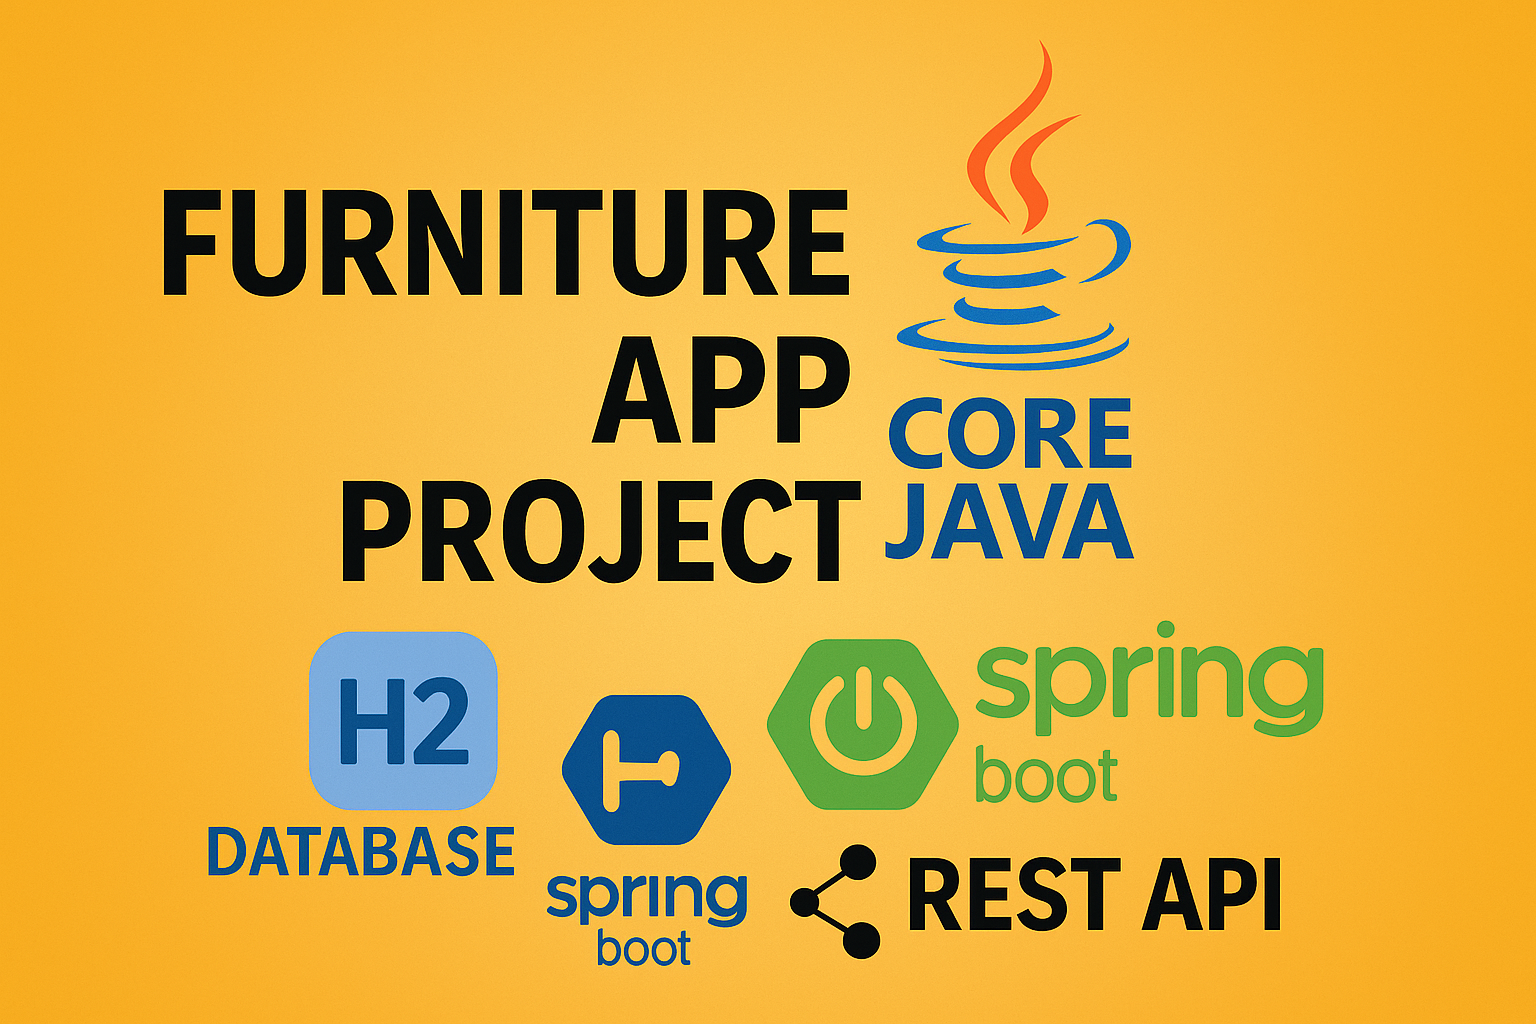 FURNITURE
APP
PROJECT
CORE
JAVA
H2
DATABASE
spring
boot
spring
boot
REST API